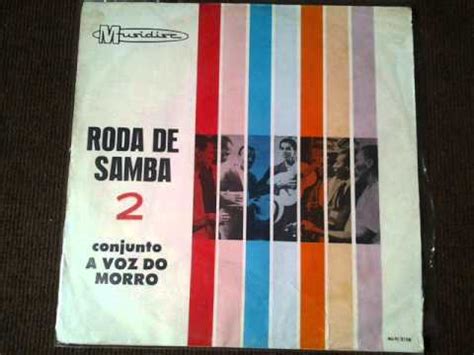 Musidisc
RODA DE
SAMBA
2
conjunto
A VOZ DO
MORRO